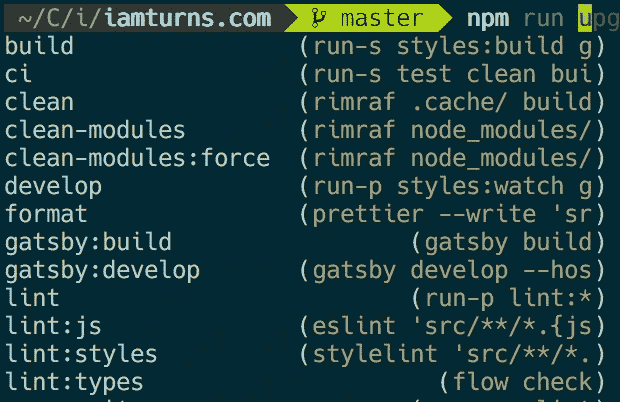 ~/C/i/iamturns.com master npm run upg
build (run-s styles:build g)
ci (run-s test clean bui)
clean (rimraf .cache/ build)
clean-modules (rimraf node_modules/)
clean-modules:force (rimraf node_modules/)
develop (run-p styles:watch g)
format (prettier --write 'sr)
gatsby:build (gatsby build)
gatsby:develop (gatsby develop --hos)
lint (run-p lint:*)
lint:js (eslint 'src/**/*.{js)
lint:styles (stylelint 'src/**/*.)
lint:types (flow check)